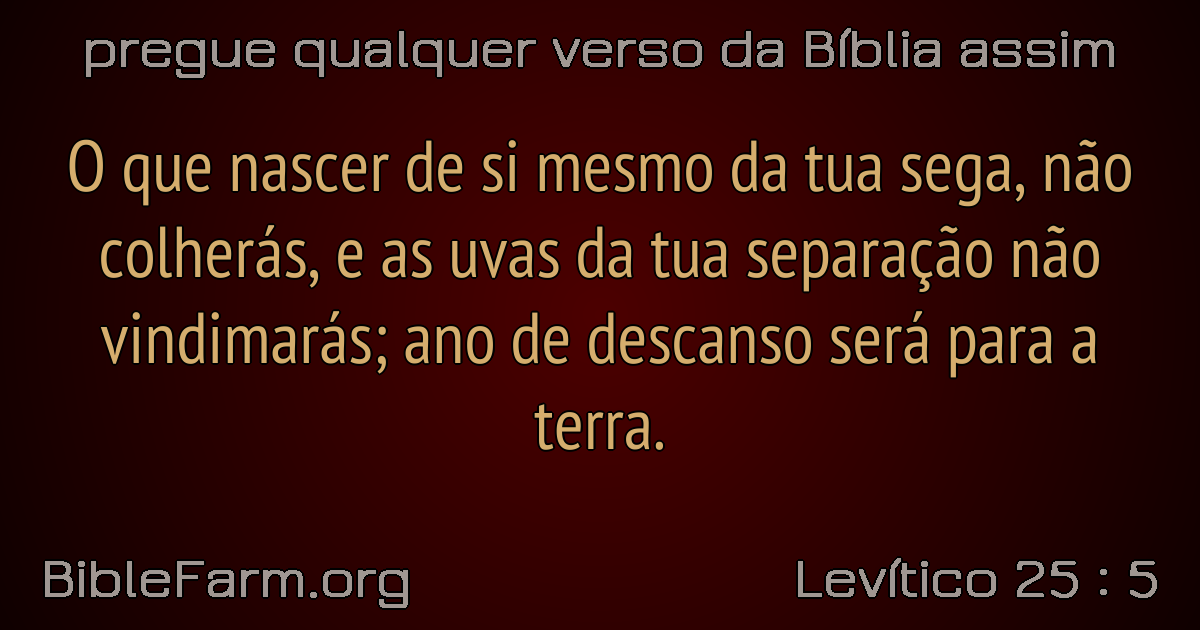 pregue qualquer verso da Bíblia assim
O que nascer de si mesmo da tua sega, não
colherás, e as uvas da tua separação não
vindimarás; ano de descanso será para a
terra.
BibleFarm.org
Levítico 25 : 5